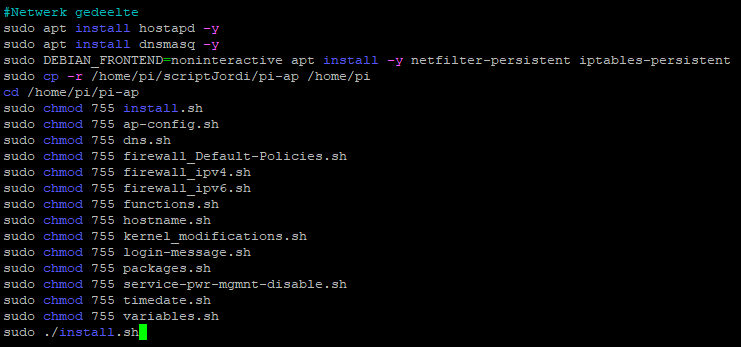 #Netwerk gedeelte
sudo apt install hostapd -y
sudo apt install dnsmasq -y
sudo DEBIAN_FRONTEND=noninteractive apt install -y netfilter-persistent iptables-persistent
sudo cp -r /home/pi/scriptJordi/pi-ap /home/pi
cd /home/pi/pi-ap
sudo chmod 755 install.sh
sudo chmod 755 ap-config.sh
sudo chmod 755 dns.sh
sudo chmod 755 firewall_Default-Policies.sh
sudo chmod 755 firewall_ipv4.sh
sudo chmod 755 firewall_ipv6.sh
sudo chmod 755 functions.sh
sudo chmod 755 hostname.sh
sudo chmod 755 kernel_modifications.sh
sudo chmod 755 login-message.sh
sudo chmod 755 packages.sh
sudo chmod 755 service-pwr-mgmnt-disable.sh
sudo chmod 755 timedate.sh
sudo chmod 755 variables.sh
sudo ./install.sh